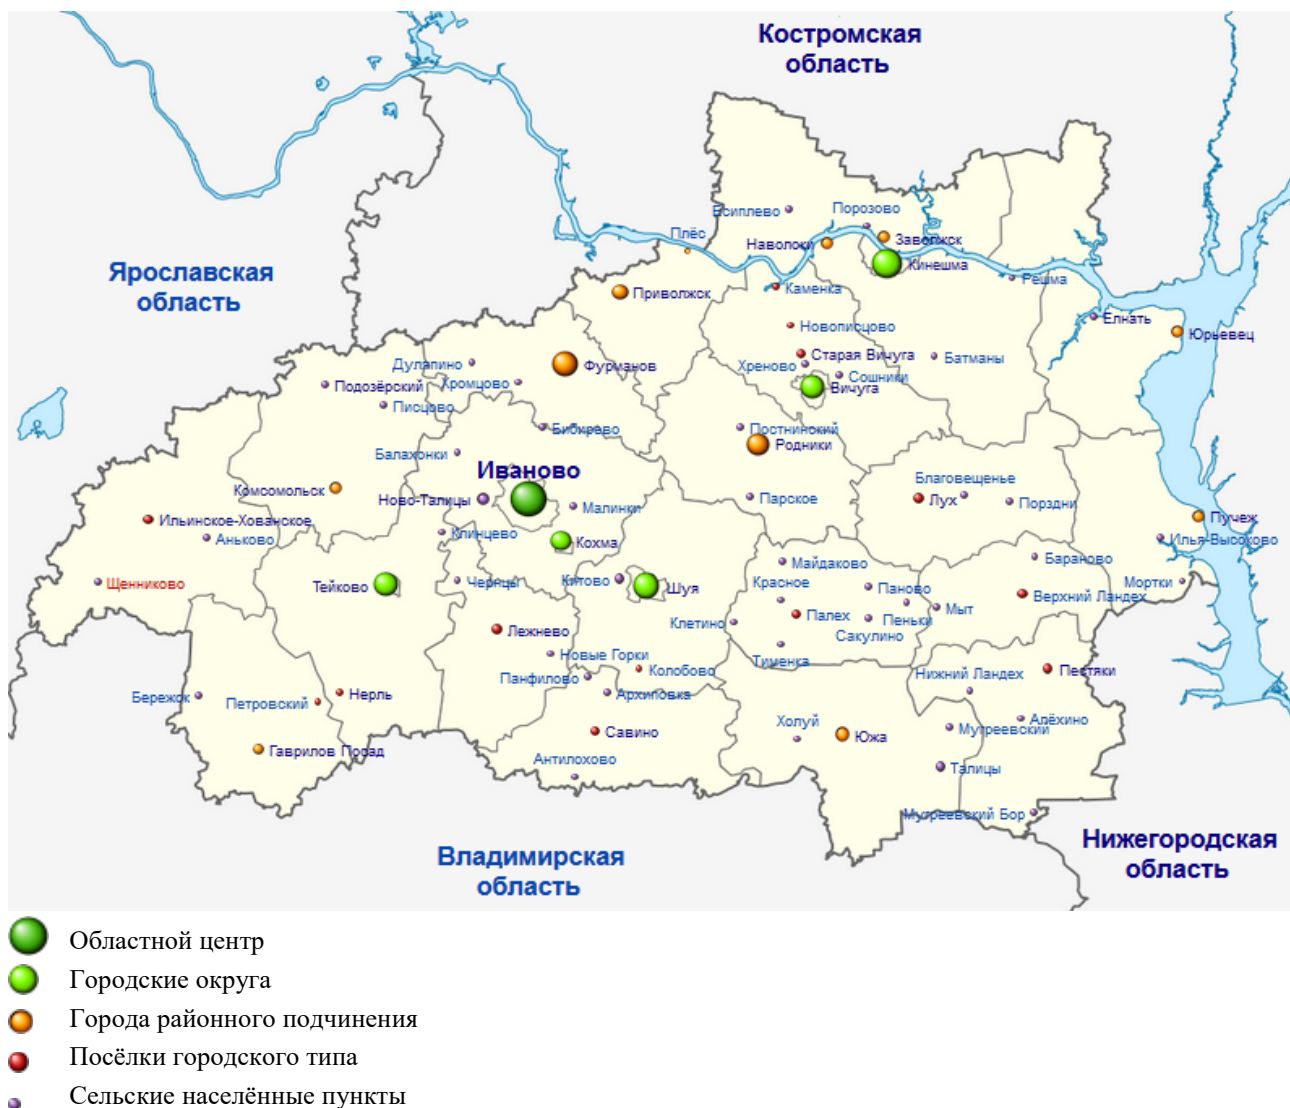 Костромская
область
Есиплево
Порозово
Плёс
Наволоки
Заволжск
Кинешма
Ярославская
область
Решма
Каменка
Приволжск
Елна́ть
Новописцово
Юрьевец
Старая Вичуга
Батманы
Дуляпино
Фурманов
Хреново
Сошники
Подозёрский
Хромцово
Вичуга
Писцово
Бибирево
Постнинский
Родники
Балахонки
Иваново
Благовещенье
Комсомольск
Ново-Талицы
Малинки
Парское
Лух
Порздни
Ильинское-Хованское
Пучеж
Аньково
Клинцево
Кохма
Илья-Высоково
Майдаково
Бараново
Щенниково
Тейково
Чернцы
Китово
Шуя
Красное
Паново
Мортки
Верхний Ландех
Мыт
Палех
Пеньки
Клетино
Лежнево
Сакулино
Новые Горки
Тименка
Колобово
Нижний Ландех
Пестяки
Панфилово
Бережок
Петровский
Нерль
Архиповка
Холуй
Алёхино
Мугреевский
Савино
Южа
Гаврилов Посад
Антилохово
Талицы
Мугреевский Бор
Владимирская
область
Нижегородская
область
Областной центр
Городские округа
Города районного подчинения
Посёлки городского типа
Сельские населённые пункты